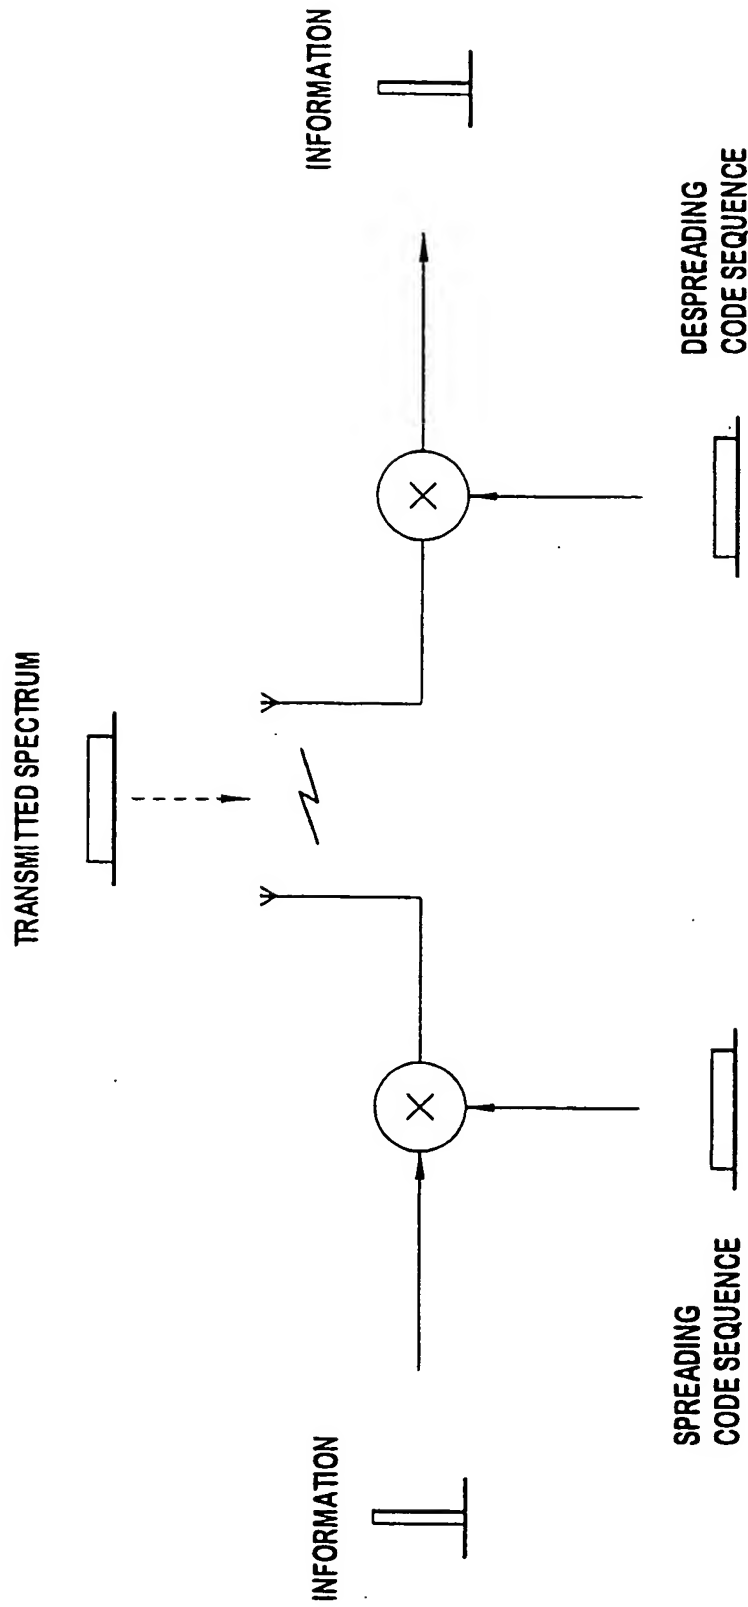 TRANSMITTED SPECTRUM
INFORMATION
INFORMATION
SPREADING
CODE SEQUENCE
DESPREADING
CODE SEQUENCE